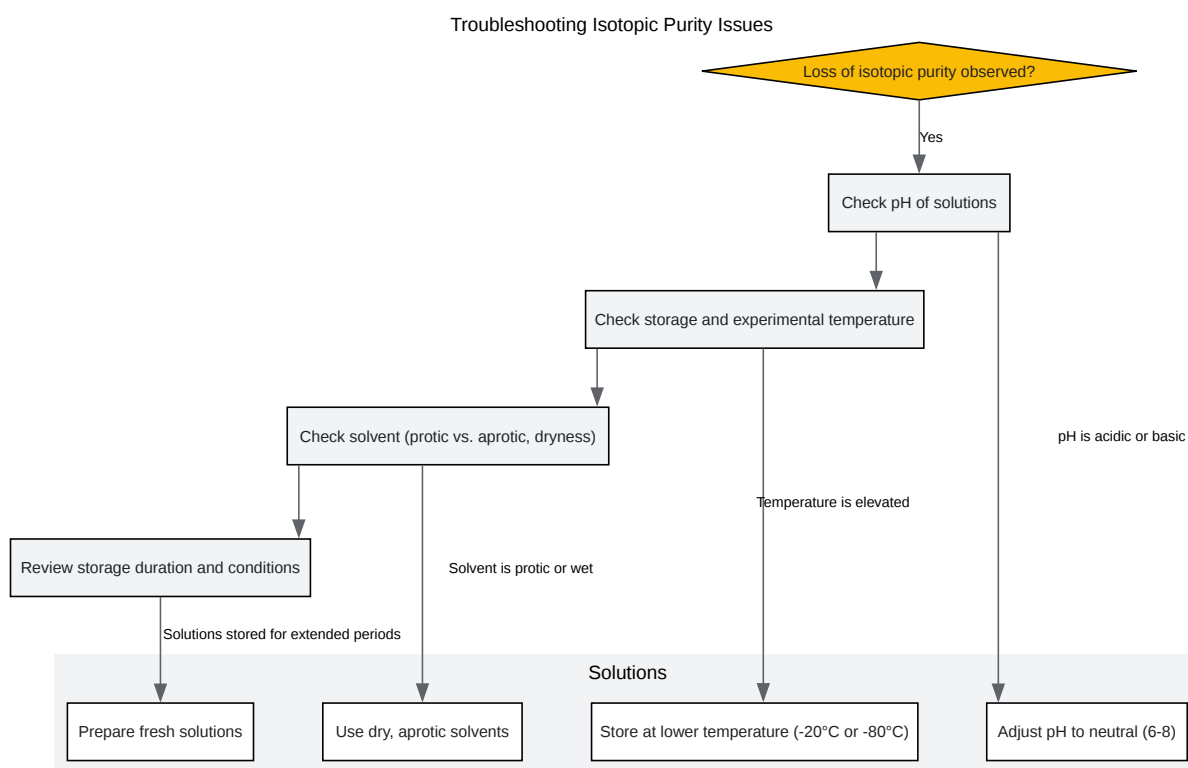 Troubleshooting Isotopic Purity Issues
Loss of isotopic purity observed?
Yes
Check pH of solutions
Check storage and experimental temperature
Check solvent (protic vs. aprotic, dryness)
pH is acidic or basic
Temperature is elevated
Review storage duration and conditions
Solvent is protic or wet
Solutions stored for extended periods
Solutions
Prepare fresh solutions
Use dry, aprotic solvents
Store at lower temperature (-20°C or -80°C)
Adjust pH to neutral (6-8)